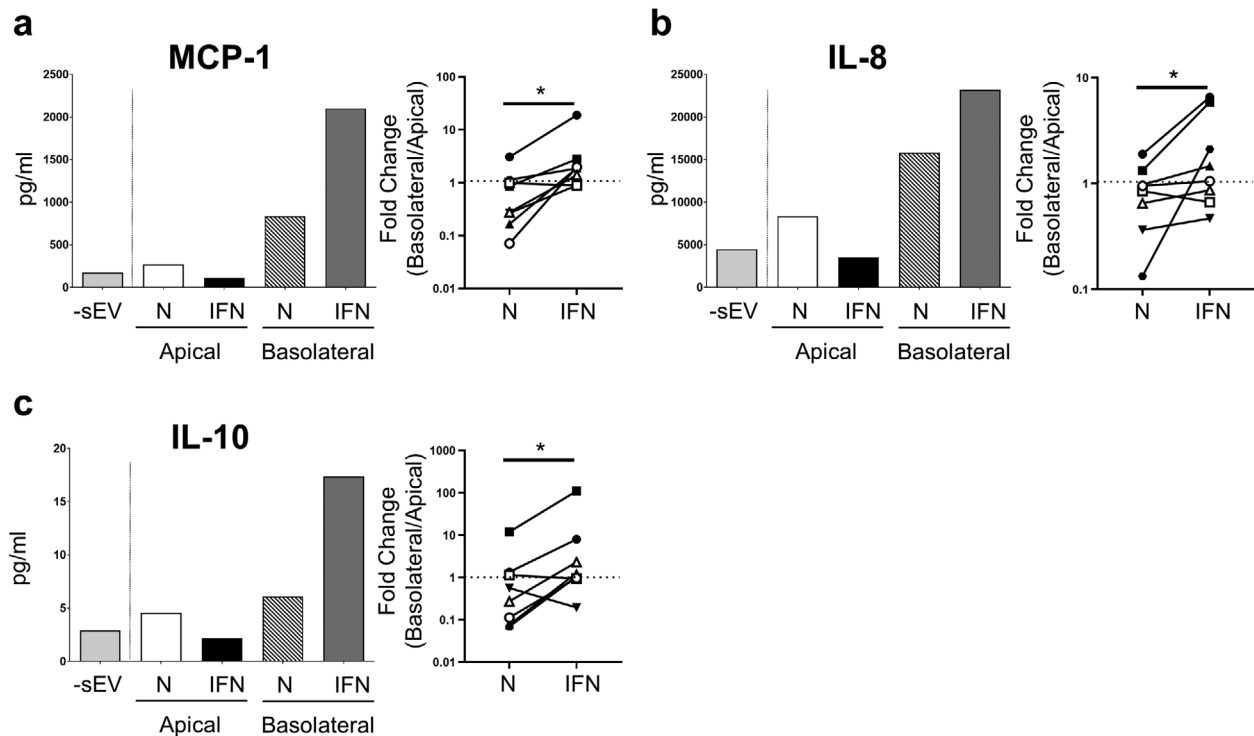 a
MCP-1
2500
2000
1500
1000
500
0
pg/ml
-sEV
N
IFN
N
IFN
Apical
Basolateral
100
10
1
0.1
0.01
Fold Change
(Basolateral/Apical)
*
N
IFN
b
IL-8
25000
20000
15000
10000
5000
0
pg/ml
-sEV
N
IFN
N
IFN
Apical
Basolateral
10
1
0.1
Fold Change
(Basolateral/Apical)
*
N
IFN
c
IL-10
20
15
10
5
0
pg/ml
-sEV
N
IFN
N
IFN
Apical
Basolateral
1000
100
10
1
0.1
0.01
Fold Change
(Basolateral/Apical)
*
N
IFN